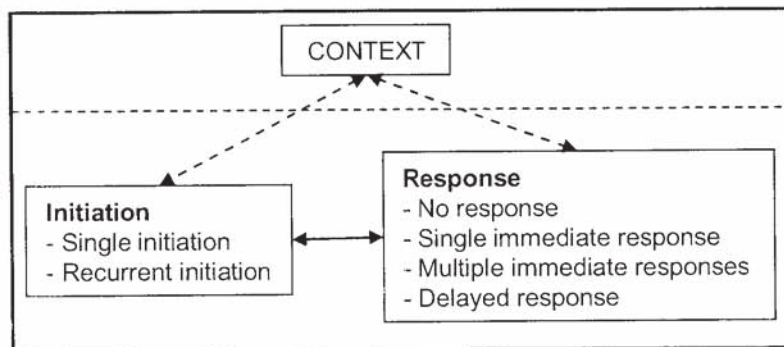 CONTEXT
Initiation
- Single initiation
- Recurrent initiation
Response
- No response
- Single immediate response
- Multiple immediate responses
- Delayed response